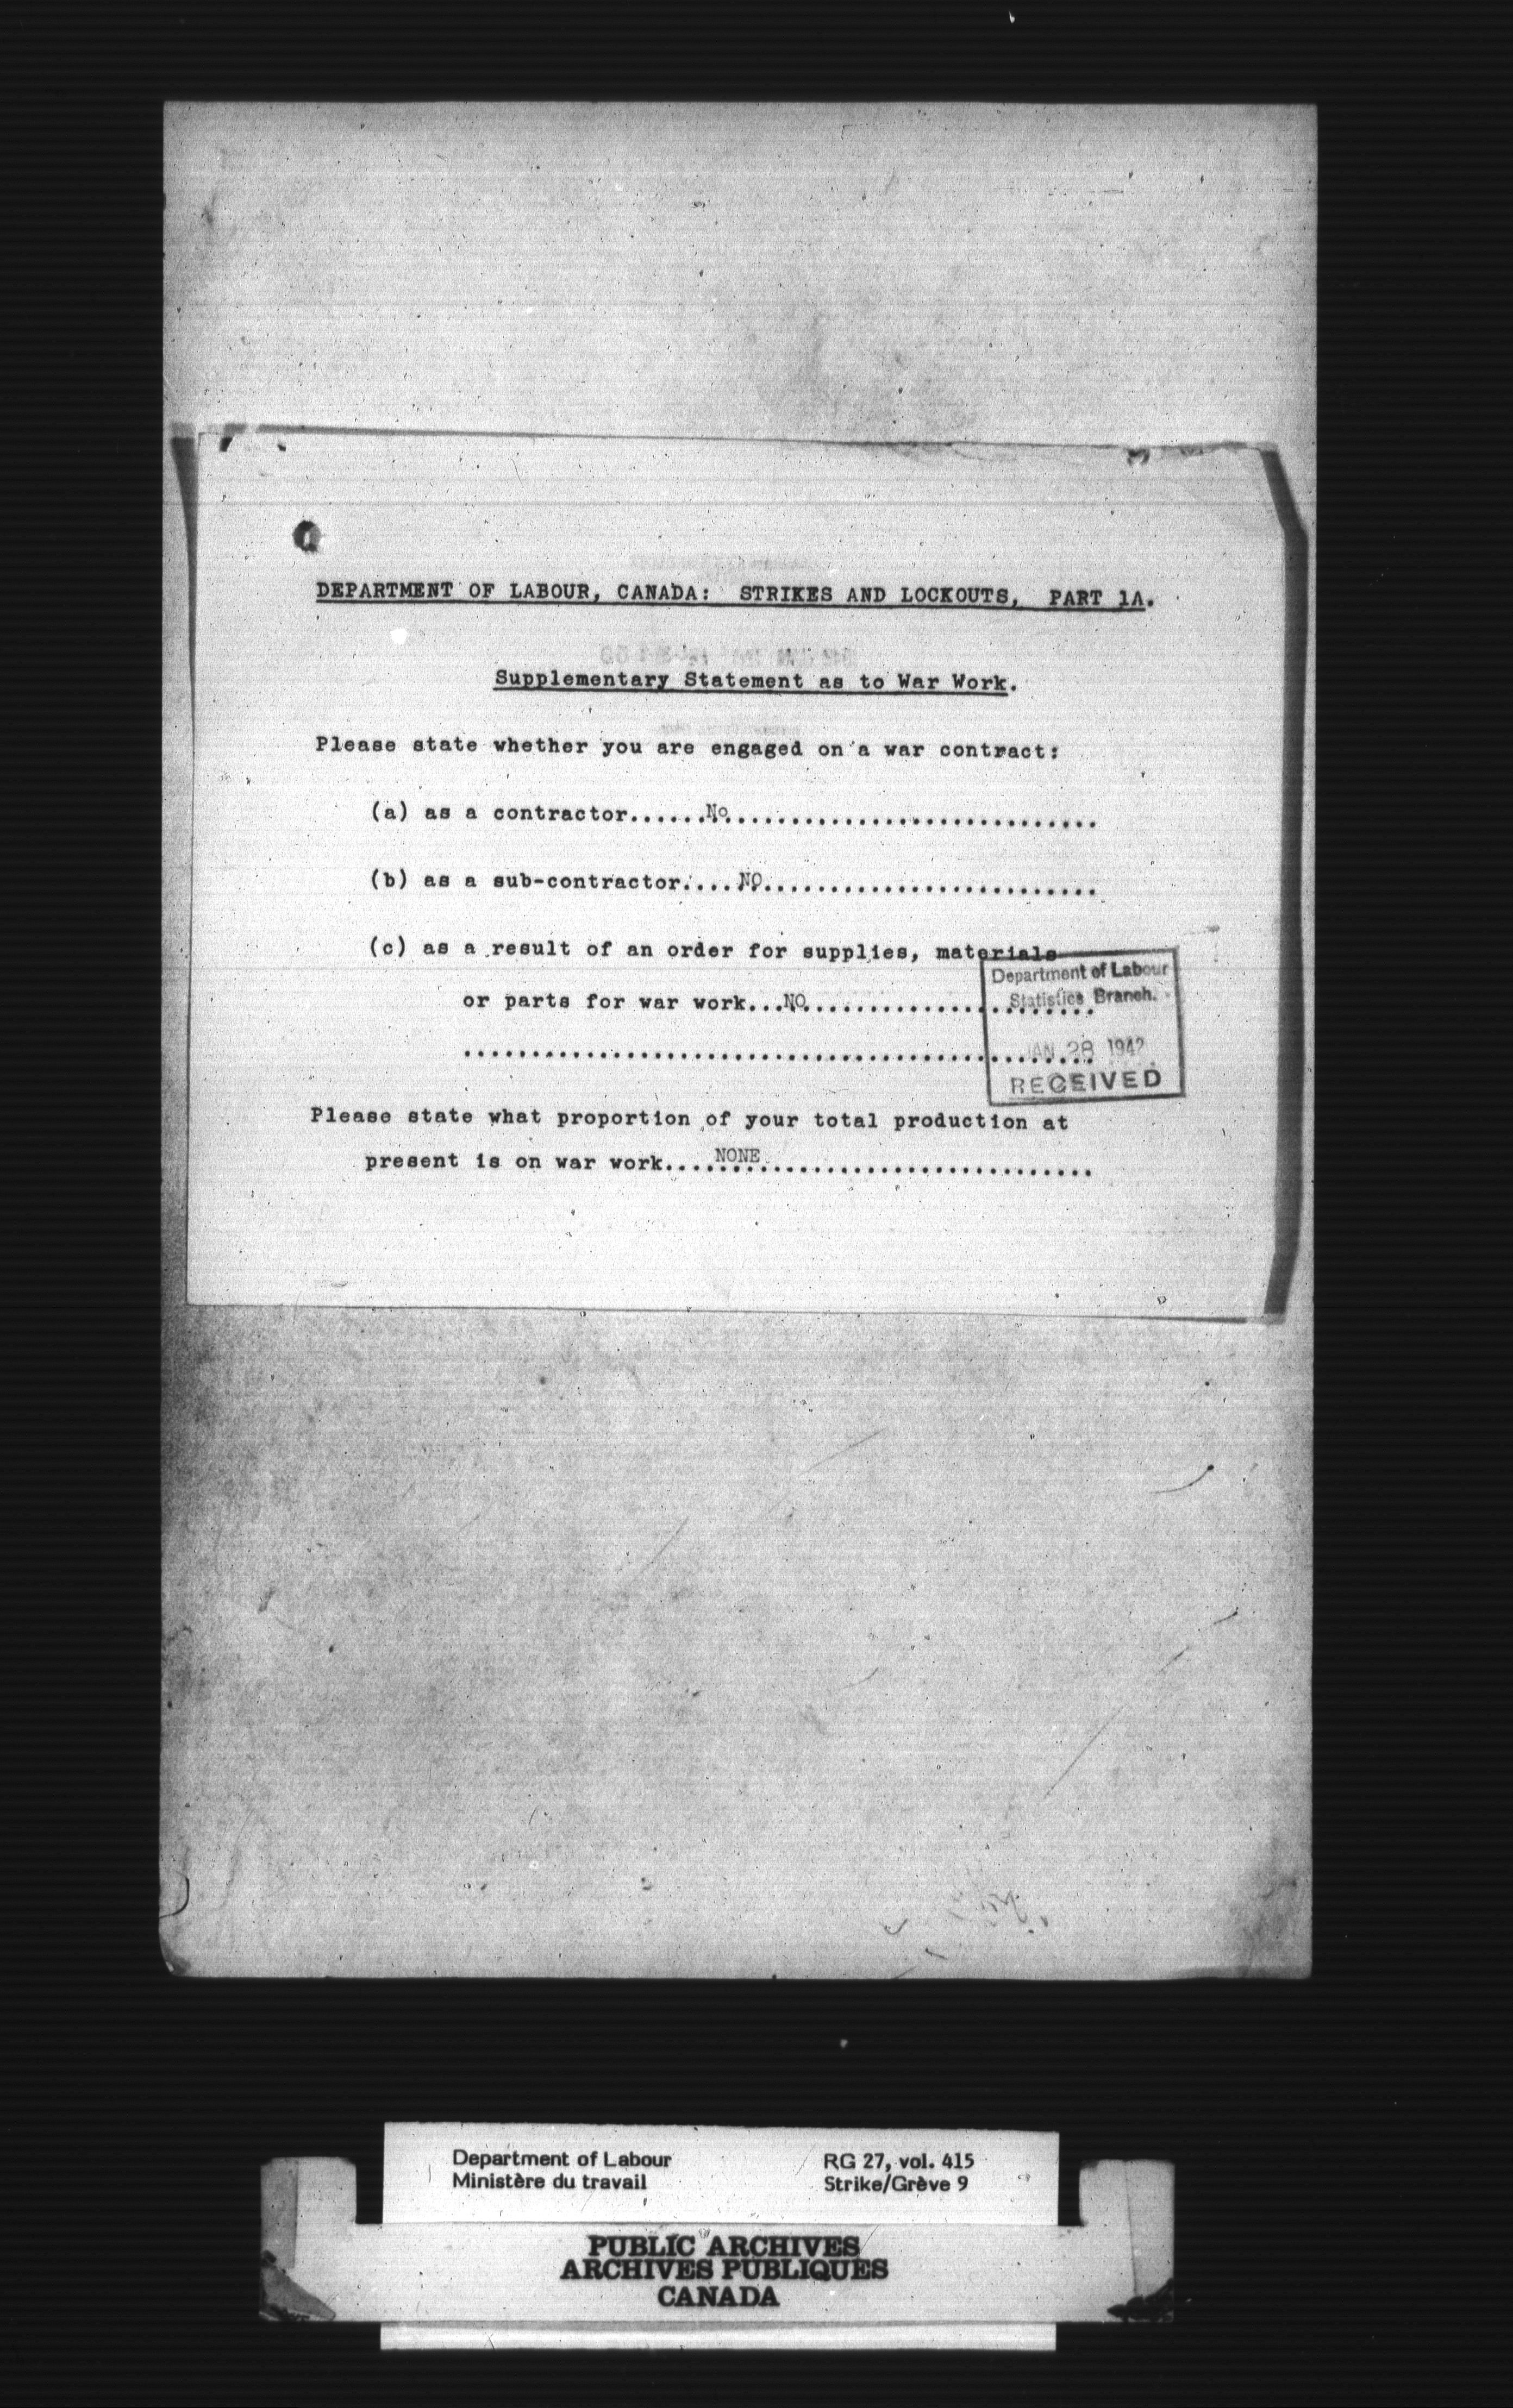 DEPARTMENT OF LABOUR, CANADA: STRIKES AND LOCKOUTS, PART 1A.
Supplementary Statement as to War Work.
Please state whether you are engaged on a war contract:
(a) as a contractor......No............................
(b) as a sub-contractor.....NO.........................
(c) as a result of an order for supplies, materials
or parts for war work...NO......................
...............................................
Department of Labour
Statistics Branch.
JAN 28 1942
RECEIVED
Please state what proportion of your total production at
present is on war work....NONE.........................
Department of Labour
Ministère du travail
RG 27, vol. 415
Strike/Grève 9
PUBLIC ARCHIVES
ARCHIVES PUBLIQUES
CANADA